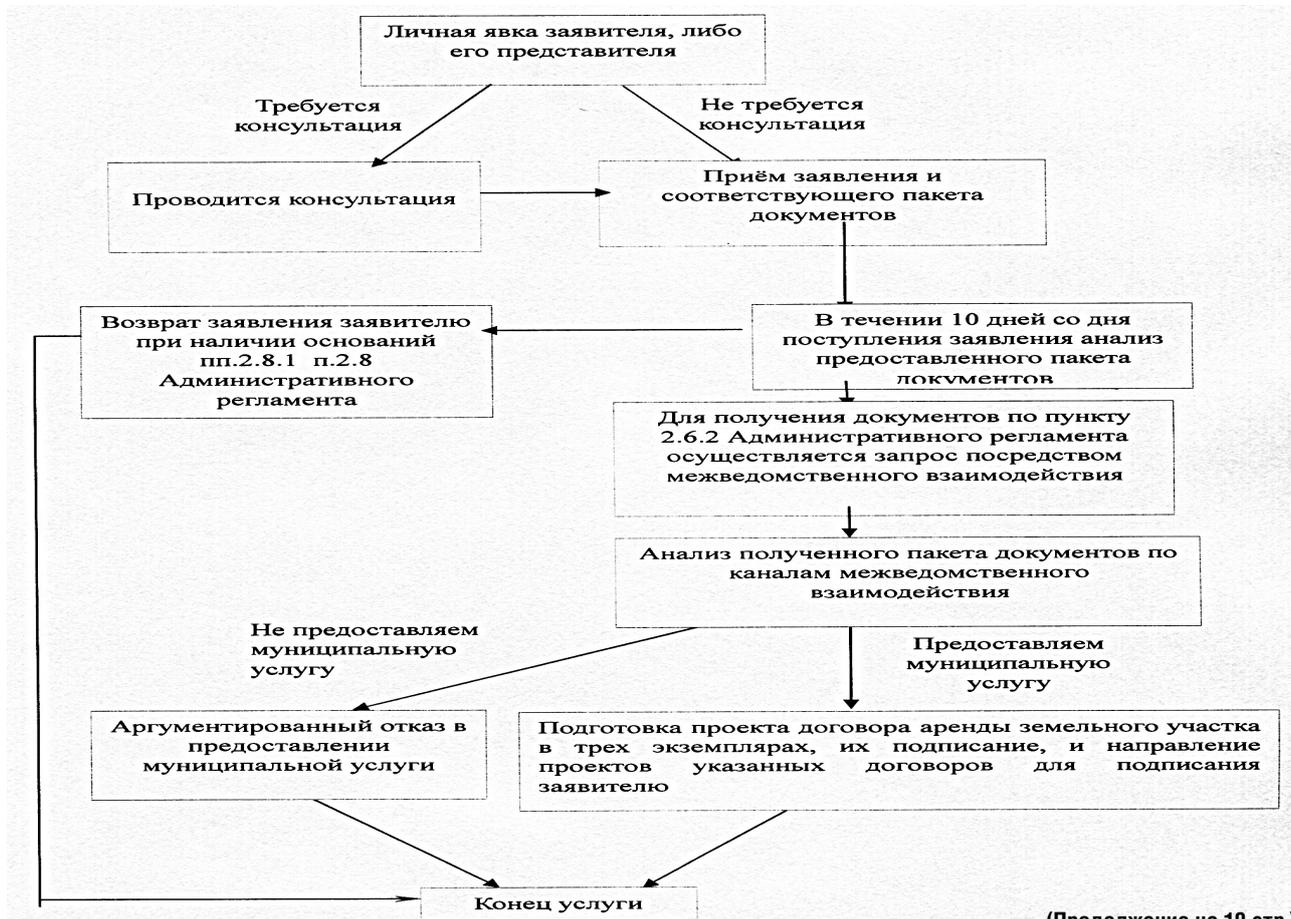 Личная явка заявителя, либо
его представителя
Требуется
консультация
Не требуется
консультация
Проводится консультация
Приём заявления и
соответствующего пакета
документов
Возврат заявления заявителю
при наличии оснований
пп.2.8.1 п.2.8
Административного
регламента
В течении 10 дней со дня
поступления заявления анализ
предоставленного пакета
документов
Для получения документов по пункту
2.6.2 Административного регламента
осуществляется запрос посредством
межведомственного взаимодействия
Анализ полученного пакета документов по
каналам межведомственного
взаимодействия
Не предоставляем
муниципальную
услугу
Предоставляем
муниципальную
услугу
Аргументированный отказ в
предоставлении
муниципальной услуги
Подготовка проекта договора аренды земельного участка
в трех экземплярах, их подписание, и направление
проектов указанных договоров для подписания
заявителю
Конец услуги
(Продолжение на 19 стр.)